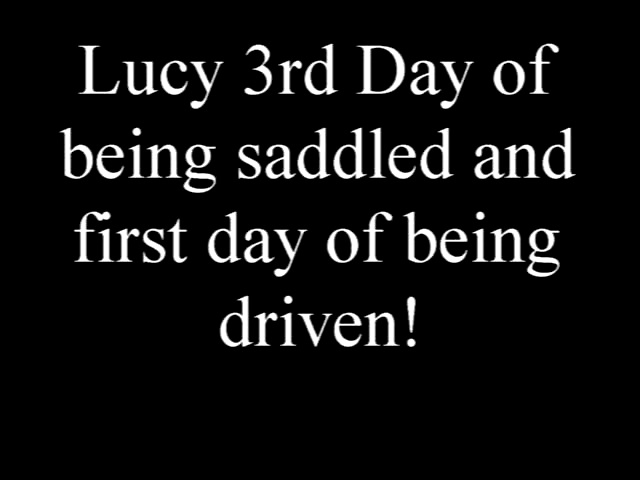 Lucy 3rd Day of
being saddled and
first day of being
driven!